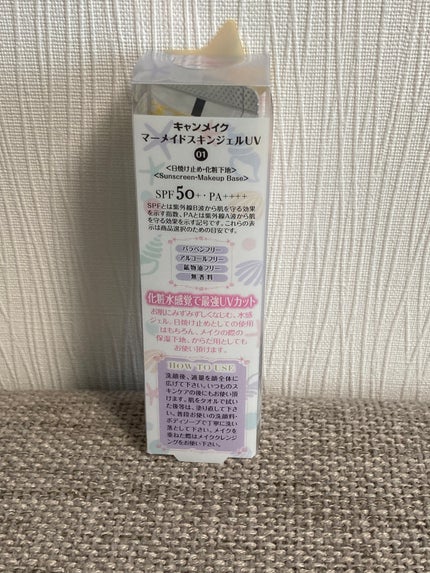 キャンメイク
マーメイドスキンジェルUV
01
<日焼け止め・化粧下地>
<Sunscreen・Makeup Base>
SPF50+・PA++++
SPFとは紫外線B波から肌を守る効果
を示す指数、PAとは紫外線A波から肌
を守る効果を示す記号です。これらの表
示は商品選択のための目安です。
パラベンフリー
アルコールフリー
鉱物油フリー
無香料
化粧水感覚で最強UVカット
お肌にみずみずしくなじむ、水感
ジェル。日焼け止めとしての使用
はもちろん、メイクの際の
保湿下地、からだ用としても
お使い頂けます。
HOW TO USE
洗顔後、適量を顔全体に
広げて下さい。いつものス
キンケアの後にもお使い頂
けます。肌をタオルで拭い
た後等は、塗り直して下さ
い。普段お使いの洗顔料・
ボディソープで丁寧に洗い
落として下さい。メイクを
重ねた際はメイククレンジ
ングをお使い下さい。